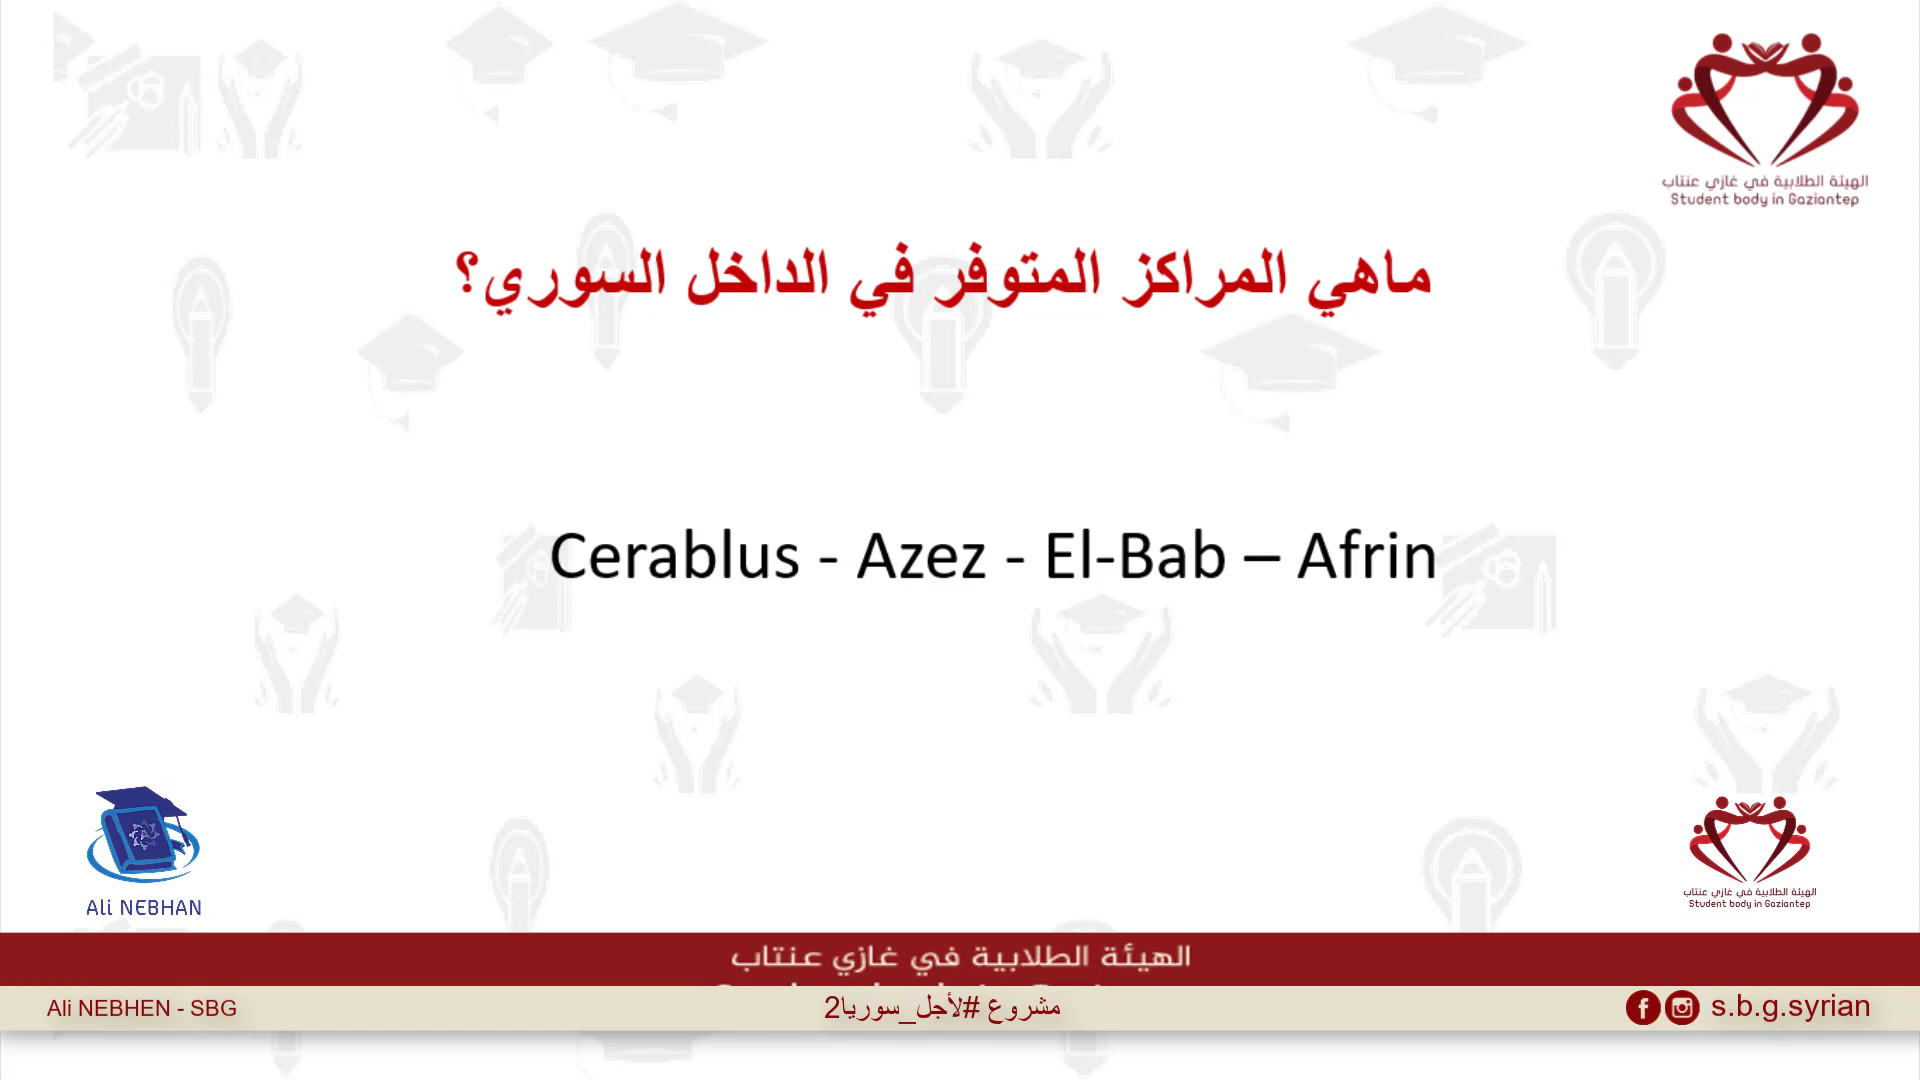 الهيئة الطلابية في غازي عنتاب
Student body in Gaziantep
ماهي المراكز المتوفر في الداخل السوري؟
Cerablus - Azez - El-Bab – Afrin
Ali NEBHAN
الهيئة الطلابية في غازي عنتاب
Student body in Gaziantep
الهيئة الطلابية في غازي عنتاب
Ali NEBHEN - SBG
مشروع #لأجل_سوريا2
s.b.g.syrian